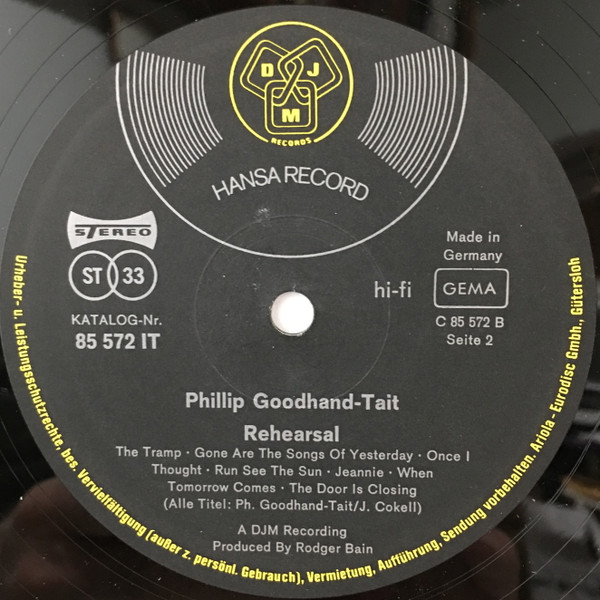 D J
M
RECORDS
HANSA RECORD
STEREO
ST 33
KATALOG-Nr.
85 572 IT
Made in
Germany
hi-fi
GEMA
C 85 572 B
Seite 2
Phillip Goodhand-Tait
Rehearsal
The Tramp · Gone Are The Songs Of Yesterday · Once I
Thought · Run See The Sun · Jeannie · When
Tomorrow Comes · The Door Is Closing
(Alle Titel: Ph. Goodhand-Tait/J. Cokell)
A DJM Recording
Produced By Rodger Bain
Urheber- u. Leistungsschutzrechte, bes. Vervielfältigung (außer z. persönl. Gebrauch), Vermietung, Aufführung, Sendung vorbehalten. Ariola-Eurodisc Gmbh., Gütersloh